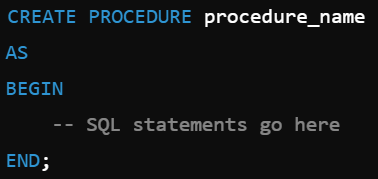 CREATE PROCEDURE procedure_name
AS
BEGIN
    -- SQL statements go here
END;